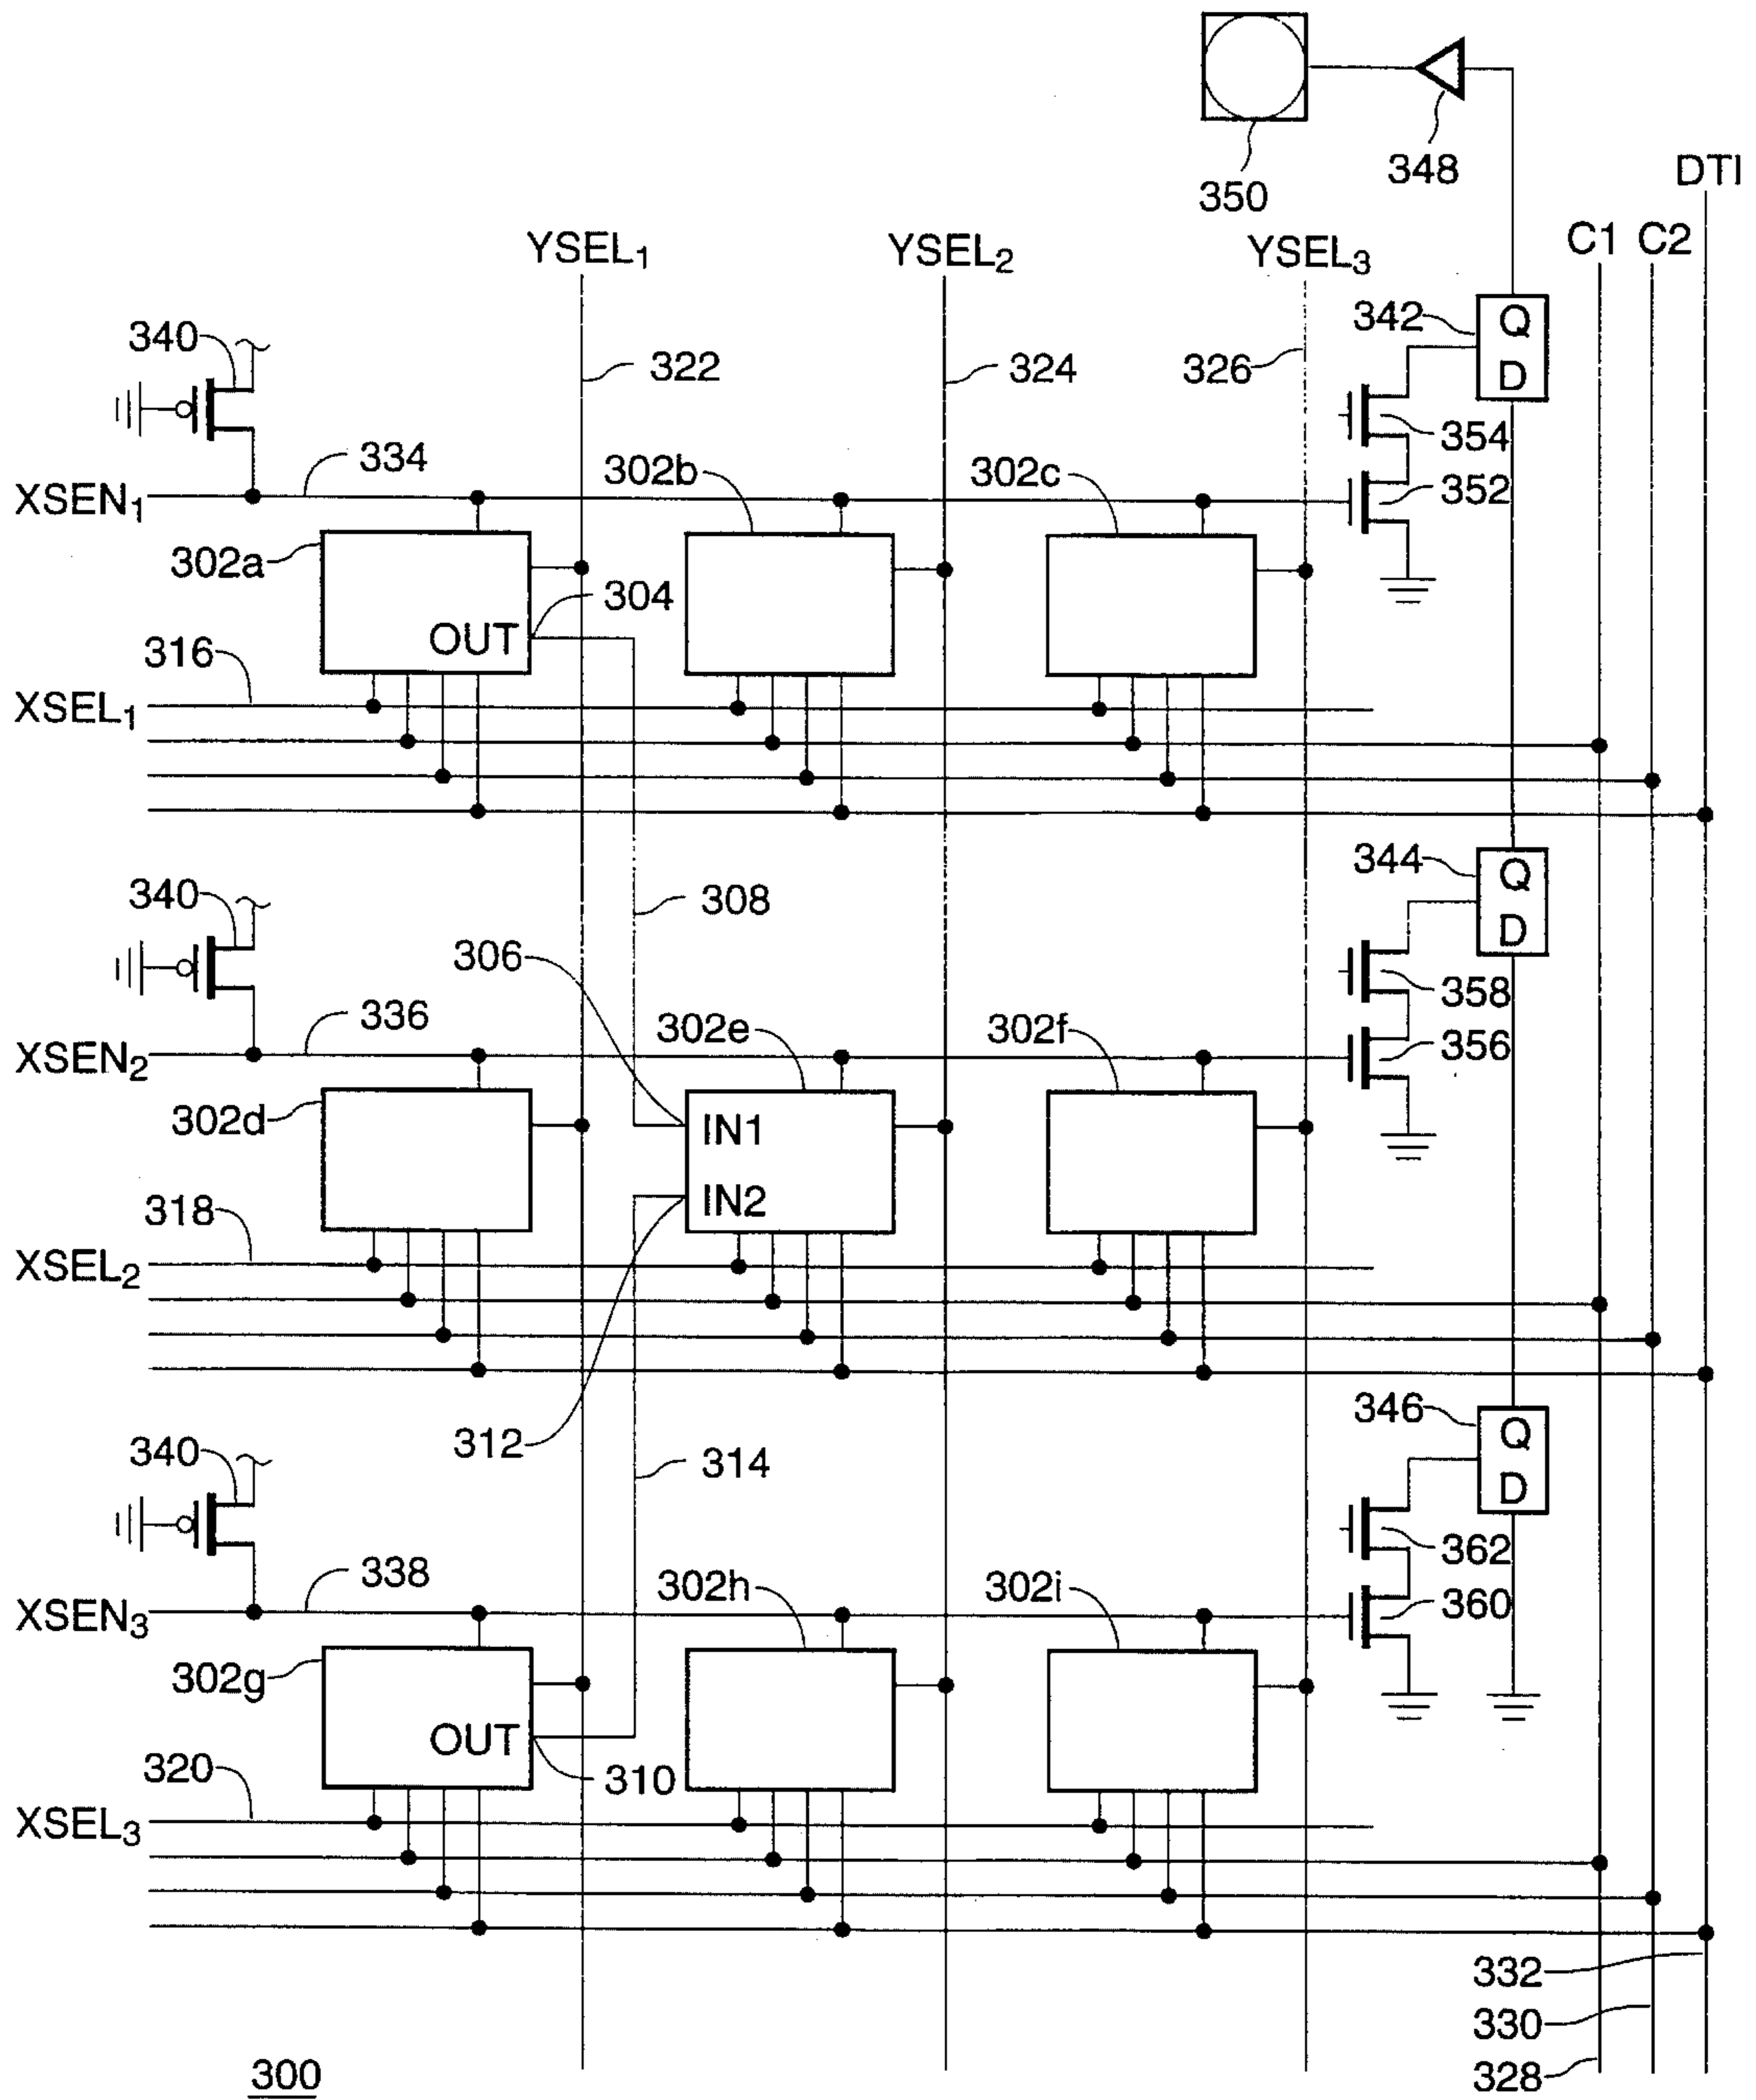 350
348
DTI
C1 C2
YSEL1
YSEL2
YSEL3
342
Q
D
340
322
324
326
354
334
302b
302c
352
XSEN1
302a
304
OUT
316
XSEL1
344
Q
D
340
308
306
358
336
302e
302f
356
XSEN2
302d
IN1
IN2
318
XSEL2
346
Q
D
312
314
340
362
338
302h
302i
360
XSEN3
302g
OUT
310
320
XSEL3
332
330
328
300